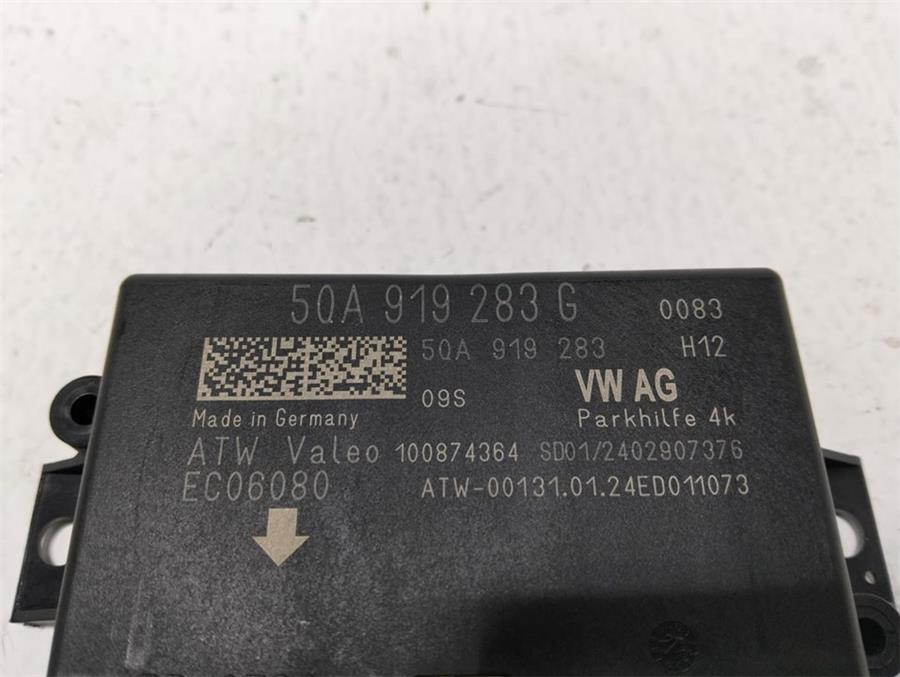 5QA 919 283 G 0083
5QA 919 283 H12
09S VW AG
Made in Germany Parkhilfe 4k
ATW Valeo 100874364 SD01/2402907376
EC06080 ATW-00131.01.24ED011073